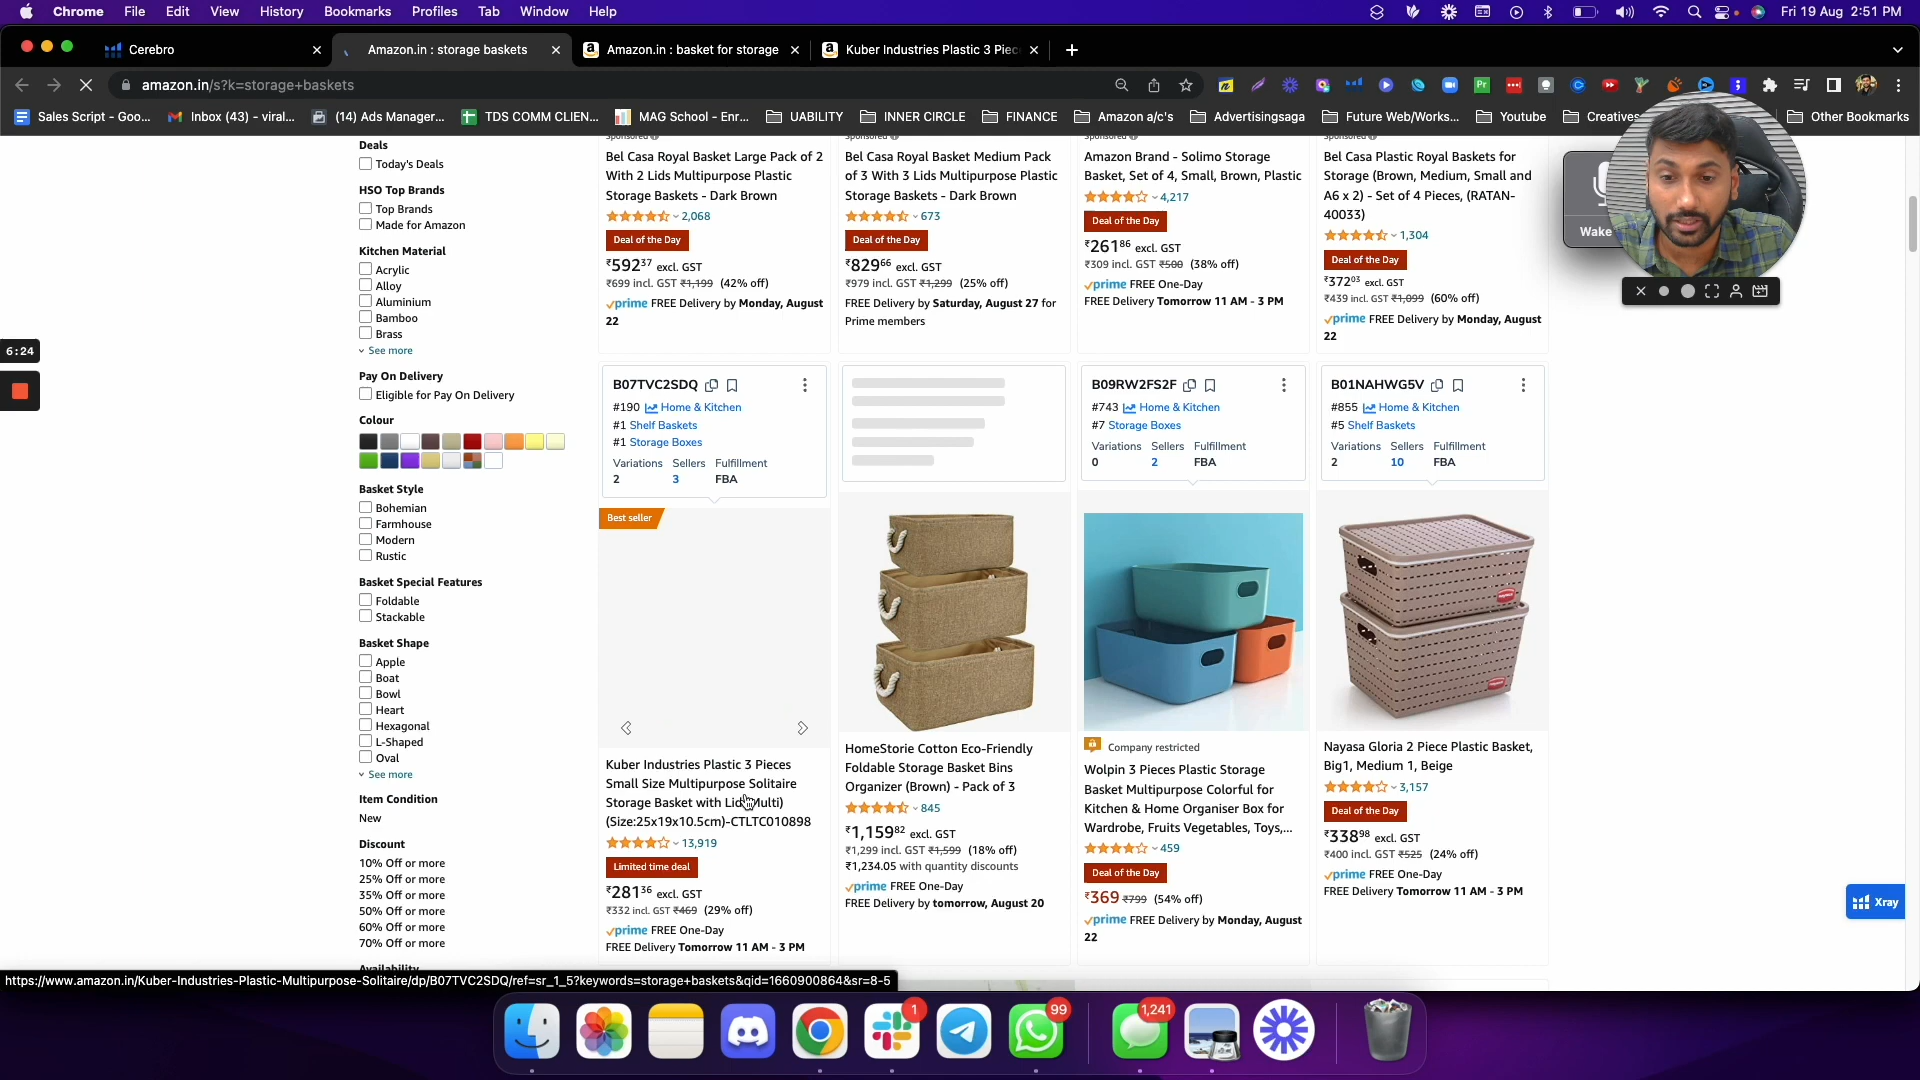 Chrome File Edit View History Bookmarks Profiles Tab Window Help
Fri 19 Aug 2:51 PM
Cerebro
Amazon.in : storage baskets
Amazon.in : basket for storage
Kuber Industries Plastic 3 Piec
amazon.in/s?k=storage+baskets
Sales Script - Goo...
Inbox (43) - viral...
(14) Ads Manager...
TDS COMM CLIEN...
MAG School - Enr...
UABILITY
INNER CIRCLE
FINANCE
Amazon a/c's
Advertisingsaga
Future Web/Works...
Youtube
Creatives
Other Bookmarks
Wake
6:24
Deals
Today's Deals
HSO Top Brands
Top Brands
Made for Amazon
Kitchen Material
Acrylic
Alloy
Aluminium
Bamboo
Brass
See more
Pay On Delivery
Eligible for Pay On Delivery
Colour
Basket Style
Bohemian
Farmhouse
Modern
Rustic
Basket Special Features
Foldable
Stackable
Basket Shape
Apple
Boat
Bowl
Heart
Hexagonal
L-Shaped
Oval
See more
Item Condition
New
Discount
10% Off or more
25% Off or more
35% Off or more
50% Off or more
60% Off or more
70% Off or more
Availability
Sponsored
Bel Casa Royal Basket Large Pack of 2
With 2 Lids Multipurpose Plastic
Storage Baskets - Dark Brown
2,068
Deal of the Day
₹592³⁷ excl. GST
₹699 incl. GST ₹1,199 (42% off)
prime FREE Delivery by Monday, August
22
Sponsored
Bel Casa Royal Basket Medium Pack
of 3 With 3 Lids Multipurpose Plastic
Storage Baskets - Dark Brown
673
Deal of the Day
₹829⁶⁶ excl. GST
₹979 incl. GST ₹1,299 (25% off)
FREE Delivery by Saturday, August 27 for
Prime members
Sponsored
Amazon Brand - Solimo Storage
Basket, Set of 4, Small, Brown, Plastic
4,217
Deal of the Day
₹261⁸⁶ excl. GST
₹309 incl. GST ₹500 (38% off)
prime FREE One-Day
FREE Delivery Tomorrow 11 AM - 3 PM
Sponsored
Bel Casa Plastic Royal Baskets for
Storage (Brown, Medium, Small and
A6 x 2) - Set of 4 Pieces, (RATAN-
40033)
1,304
Deal of the Day
₹372⁰³ excl. GST
₹439 incl. GST ₹1,099 (60% off)
prime FREE Delivery by Monday, August
22
B07TVC2SDQ
#190 Home & Kitchen
#1 Shelf Baskets
#1 Storage Boxes
Variations Sellers Fulfillment
2 3 FBA
Best seller
Kuber Industries Plastic 3 Pieces
Small Size Multipurpose Solitaire
Storage Basket with Lid (Multi)
(Size:25x19x10.5cm)-CTLTC010898
13,919
Limited time deal
₹281³⁶ excl. GST
₹332 incl. GST ₹469 (29% off)
prime FREE One-Day
FREE Delivery Tomorrow 11 AM - 3 PM
HomeStorie Cotton Eco-Friendly
Foldable Storage Basket Bins
Organizer (Brown) - Pack of 3
845
₹1,159⁸² excl. GST
₹1,299 incl. GST ₹1,599 (18% off)
₹1,234.05 with quantity discounts
prime FREE One-Day
FREE Delivery by tomorrow, August 20
B09RW2FS2F
#743 Home & Kitchen
#7 Storage Boxes
Variations Sellers Fulfillment
0 2 FBA
Company restricted
Wolpin 3 Pieces Plastic Storage
Basket Multipurpose Colorful for
Kitchen & Home Organiser Box for
Wardrobe, Fruits Vegetables, Toys,...
459
Deal of the Day
₹369 ₹799 (54% off)
prime FREE Delivery by Monday, August
22
B01NAHWG5V
#855 Home & Kitchen
#5 Shelf Baskets
Variations Sellers Fulfillment
2 10 FBA
Nayasa Gloria 2 Piece Plastic Basket,
Big1, Medium 1, Beige
3,157
Deal of the Day
₹338⁹⁸ excl. GST
₹400 incl. GST ₹525 (24% off)
prime FREE One-Day
FREE Delivery Tomorrow 11 AM - 3 PM
Xray
https://www.amazon.in/Kuber-Industries-Plastic-Multipurpose-Solitaire/dp/B07TVC2SDQ/ref=sr_1_5?keywords=storage+baskets&qid=1660900864&sr=8-5
1
99
1,241